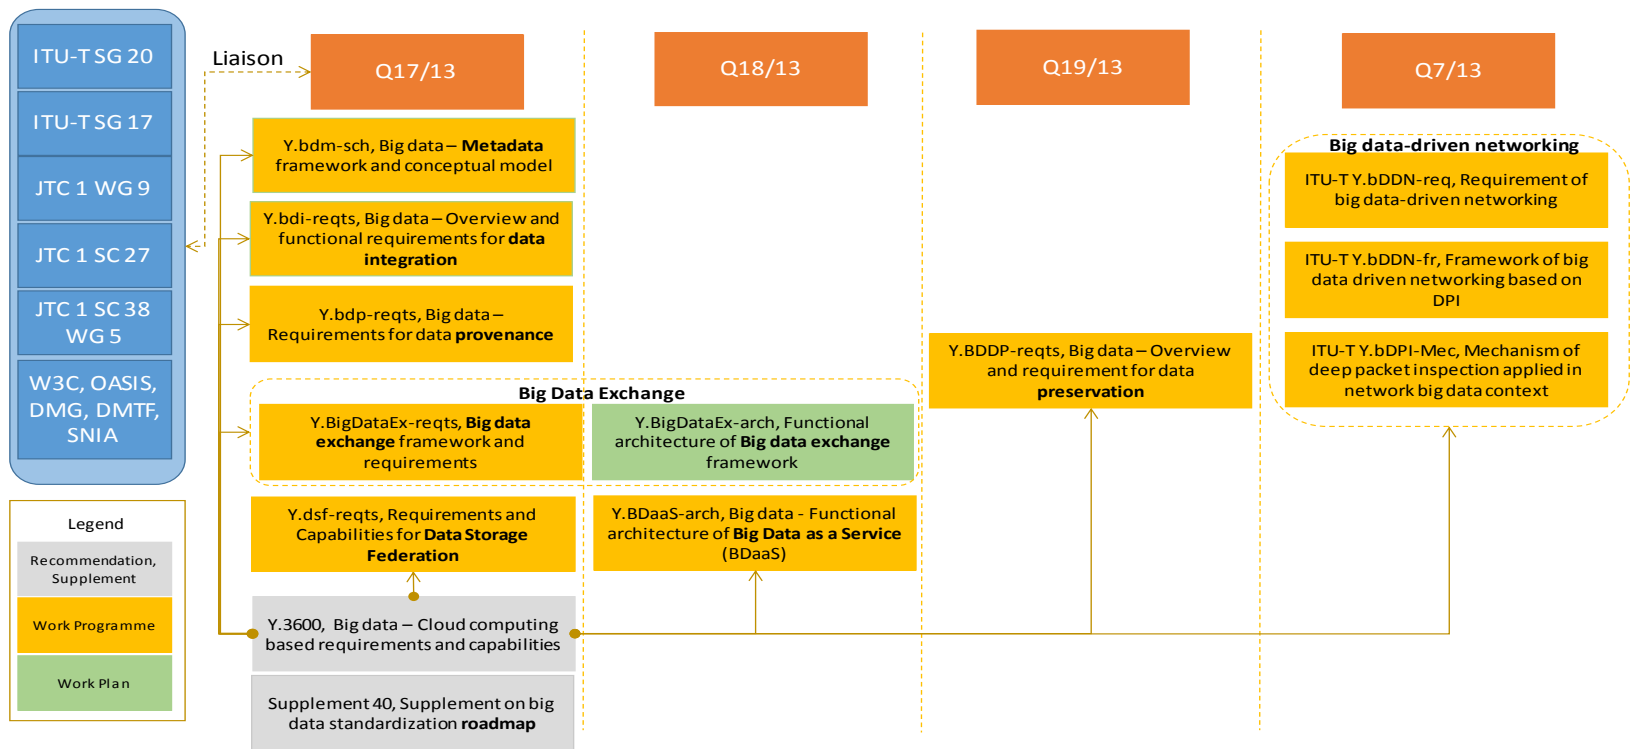 ITU-T SG 20
ITU-T SG 17
JTC 1 WG 9
JTC 1 SC 27
JTC 1 SC 38
WG 5
W3C, OASIS,
DMG, DMTF,
SNIA
Legend
Recommendation,
Supplement
Work Programme
Work Plan
Liaison
Q17/13
Y.bdm-sch, Big data – Metadata
framework and conceptual model
Y.bdi-reqts, Big data – Overview and
functional requirements for data
integration
Y.bdp-reqts, Big data –
Requirements for data provenance
Big Data Exchange
Y.BigDataEx-reqts, Big data
exchange framework and
requirements
Y.dsf-reqts, Requirements and
Capabilities for Data Storage
Federation
Y.3600, Big data – Cloud computing
based requirements and capabilities
Supplement 40, Supplement on big
data standardization roadmap
Q18/13
Y.BigDataEx-arch, Functional
architecture of Big data exchange
framework
Y.BDaaS-arch, Big data - Functional
architecture of Big Data as a Service
(BDaaS)
Q19/13
Y.BDDP-reqts, Big data – Overview
and requirement for data
preservation
Q7/13
Big data-driven networking
ITU-T Y.bDDN-req, Requirement of
big data-driven networking
ITU-T Y.bDDN-fr, Framework of big
data driven networking based on
DPI
ITU-T Y.bDPI-Mec, Mechanism of
deep packet inspection applied in
network big data context